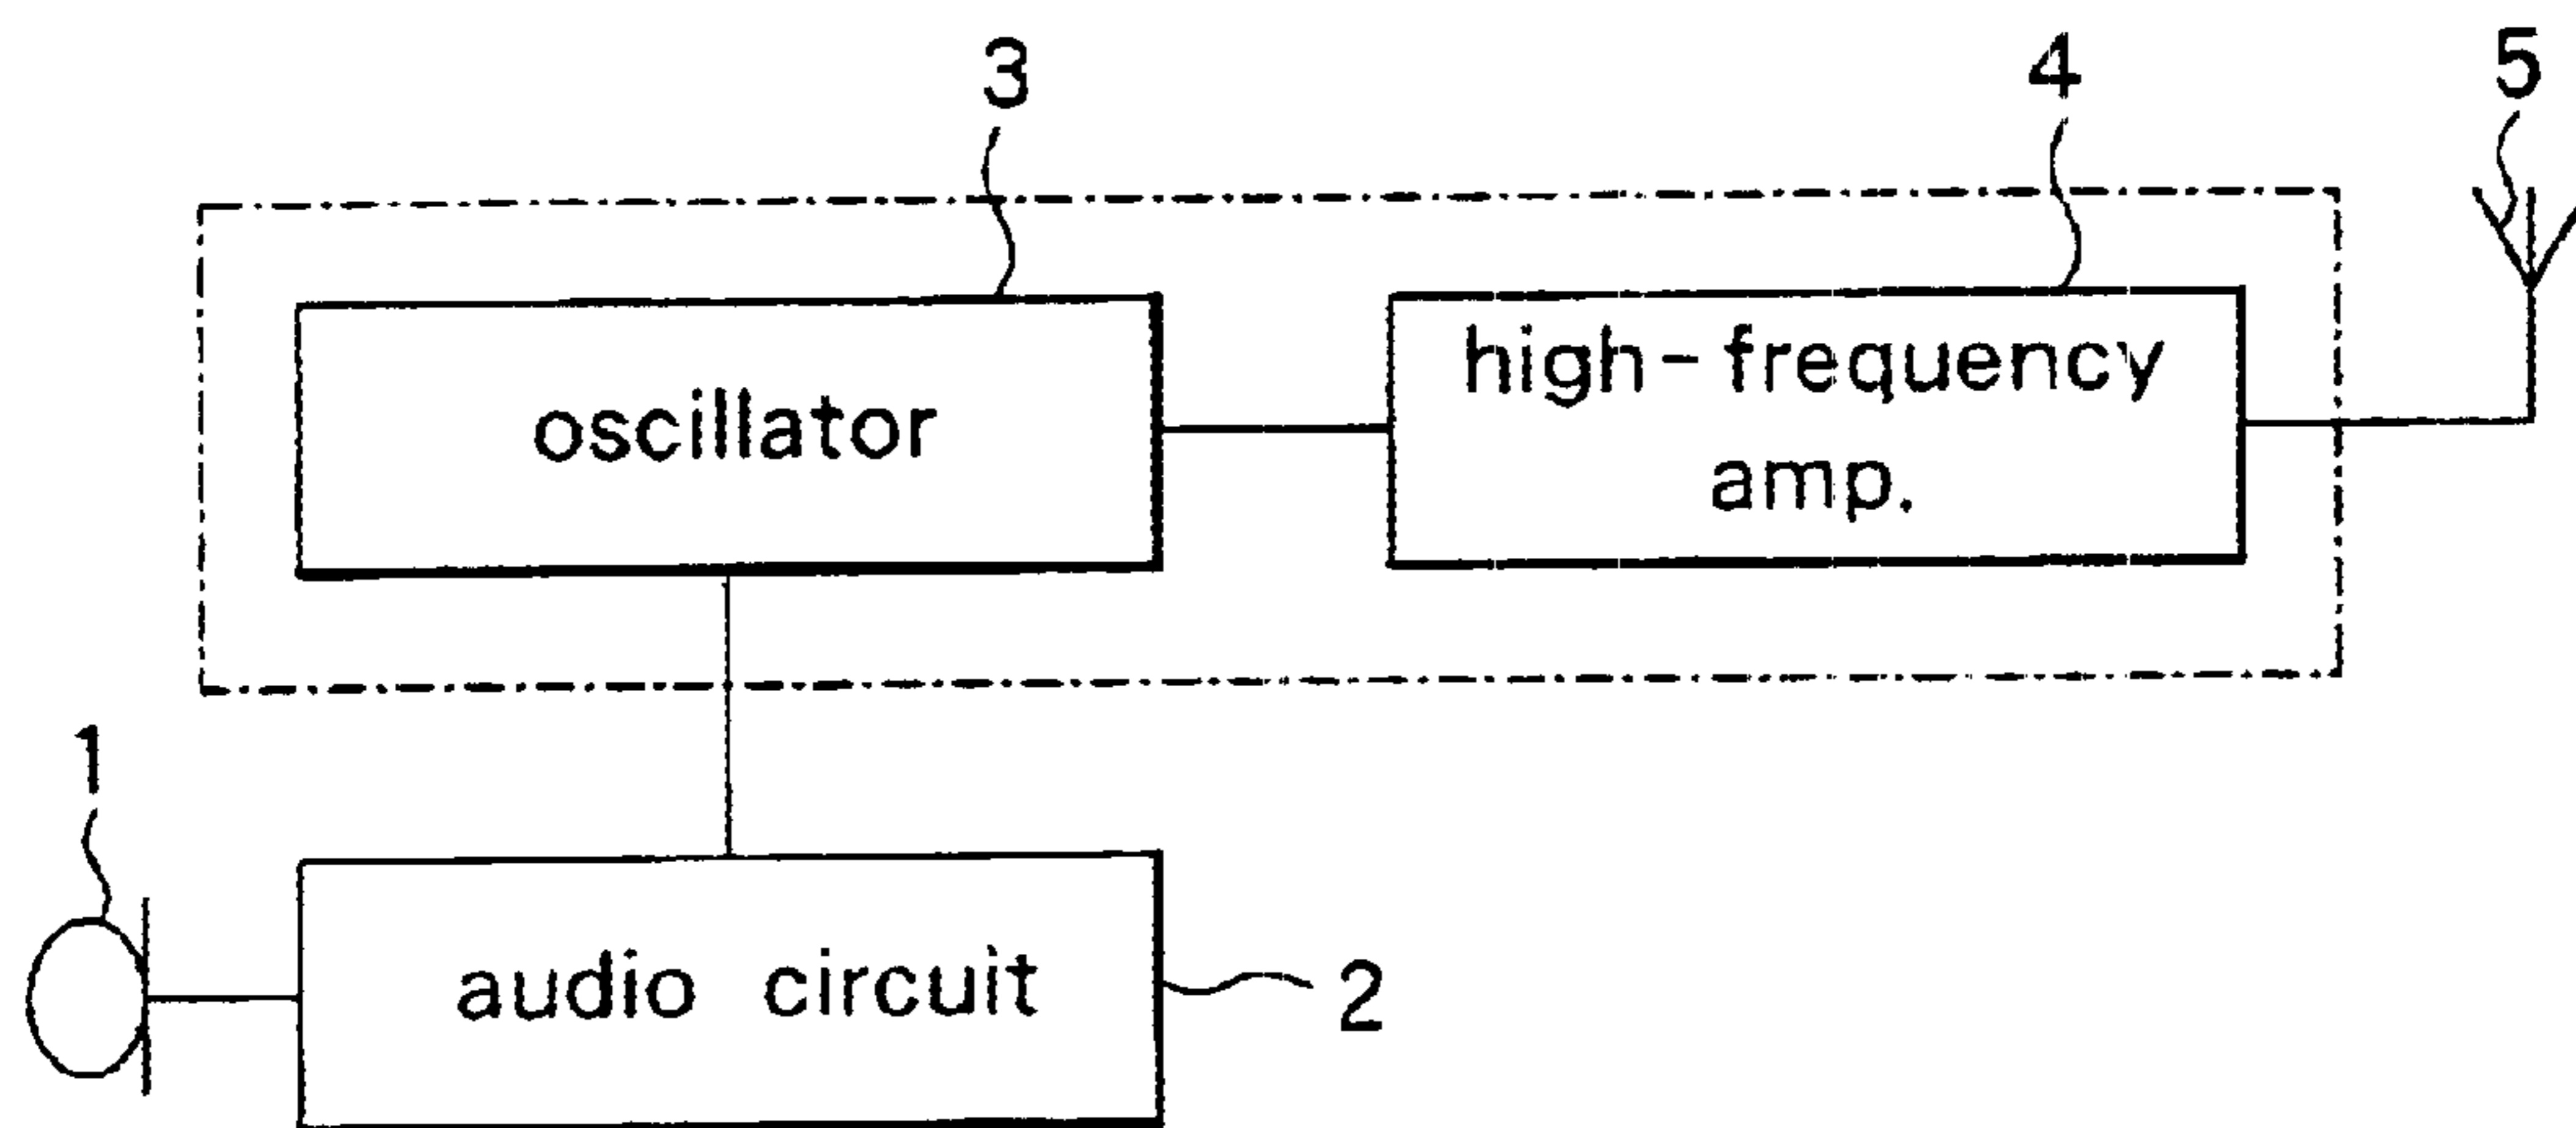 3
4
5
oscillator
high-frequency
amp.
1
audio circuit
2